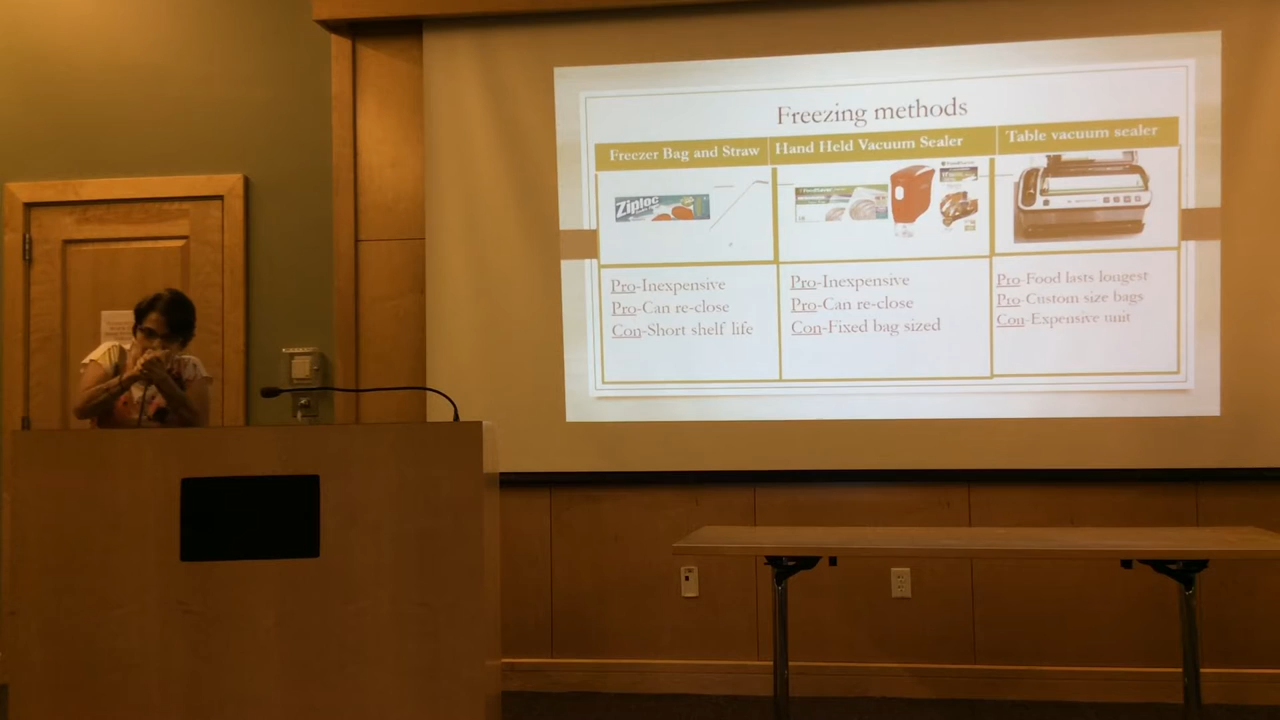 Freezing methods
Freezer Bag and Straw
Hand Held Vacuum Sealer
Table vacuum sealer
Ziploc
Pro-Inexpensive
Pro-Can re-close
Con-Short shelf life
Pro-Inexpensive
Pro-Can re-close
Con-Fixed bag sized
Pro-Food lasts longest
Pro-Custom size bags
Con-Expensive unit